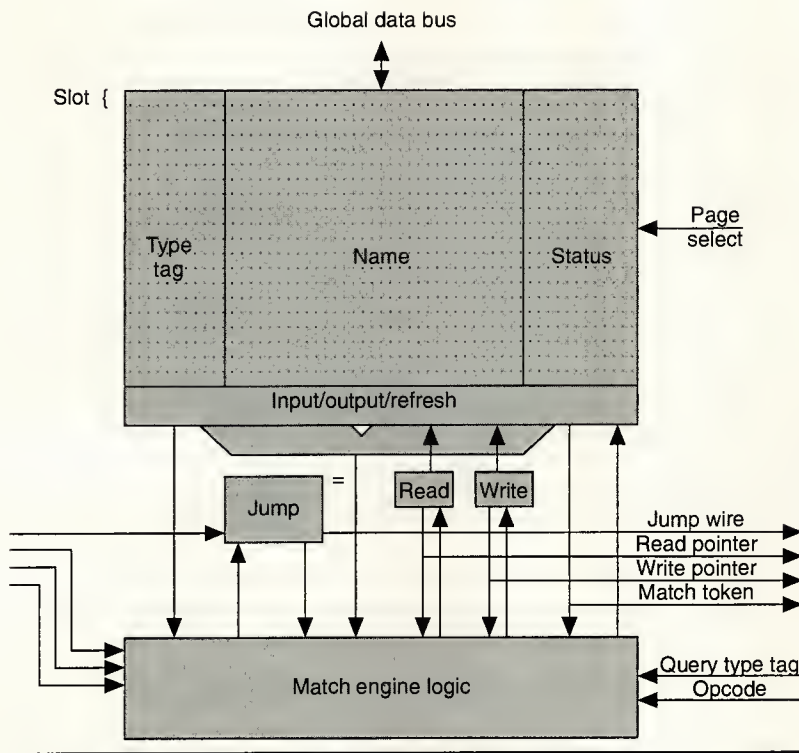 Global data bus
Slot {
Type
tag
Name
Status
Page
select
Input/output/refresh
=
Jump
Read
Write
Jump wire
Read pointer
Write pointer
Match token
Match engine logic
Query type tag
Opcode